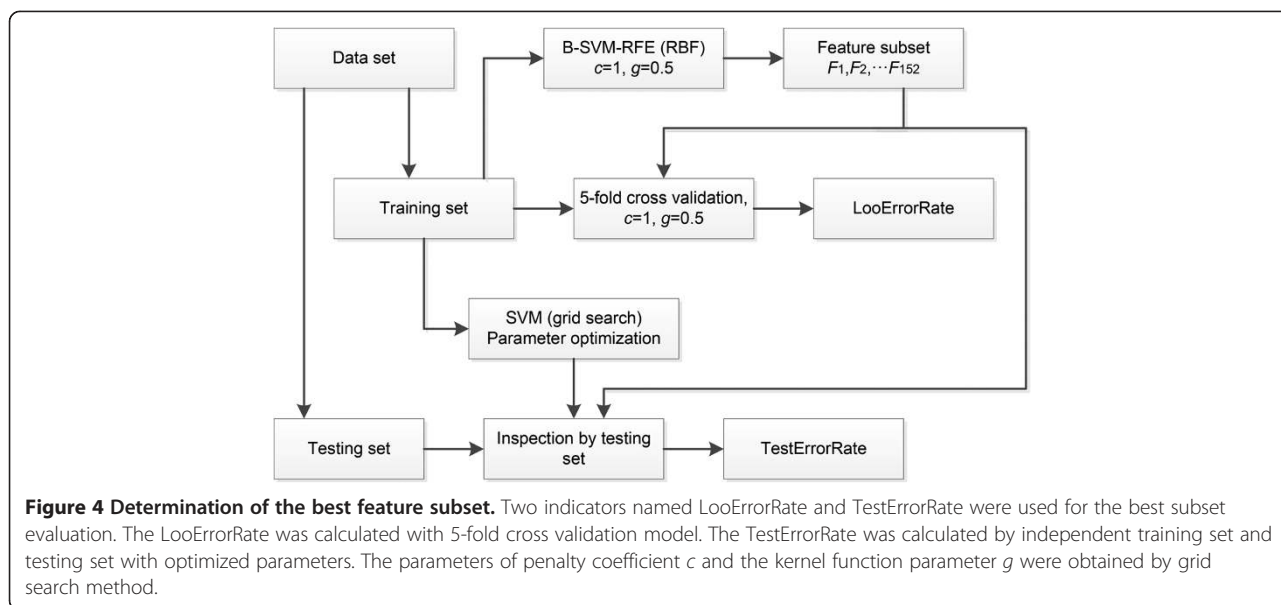 Data set
B-SVM-RFE (RBF)
c=1, g=0.5
Feature subset
F1,F2,⋯F152
Training set
5-fold cross validation,
c=1, g=0.5
LooErrorRate
SVM (grid search)
Parameter optimization
Testing set
Inspection by testing
set
TestErrorRate
Figure 4 Determination of the best feature subset. Two indicators named LooErrorRate and TestErrorRate were used for the best subset
evaluation. The LooErrorRate was calculated with 5-fold cross validation model. The TestErrorRate was calculated by independent training set and
testing set with optimized parameters. The parameters of penalty coefficient c and the kernel function parameter g were obtained by grid
search method.